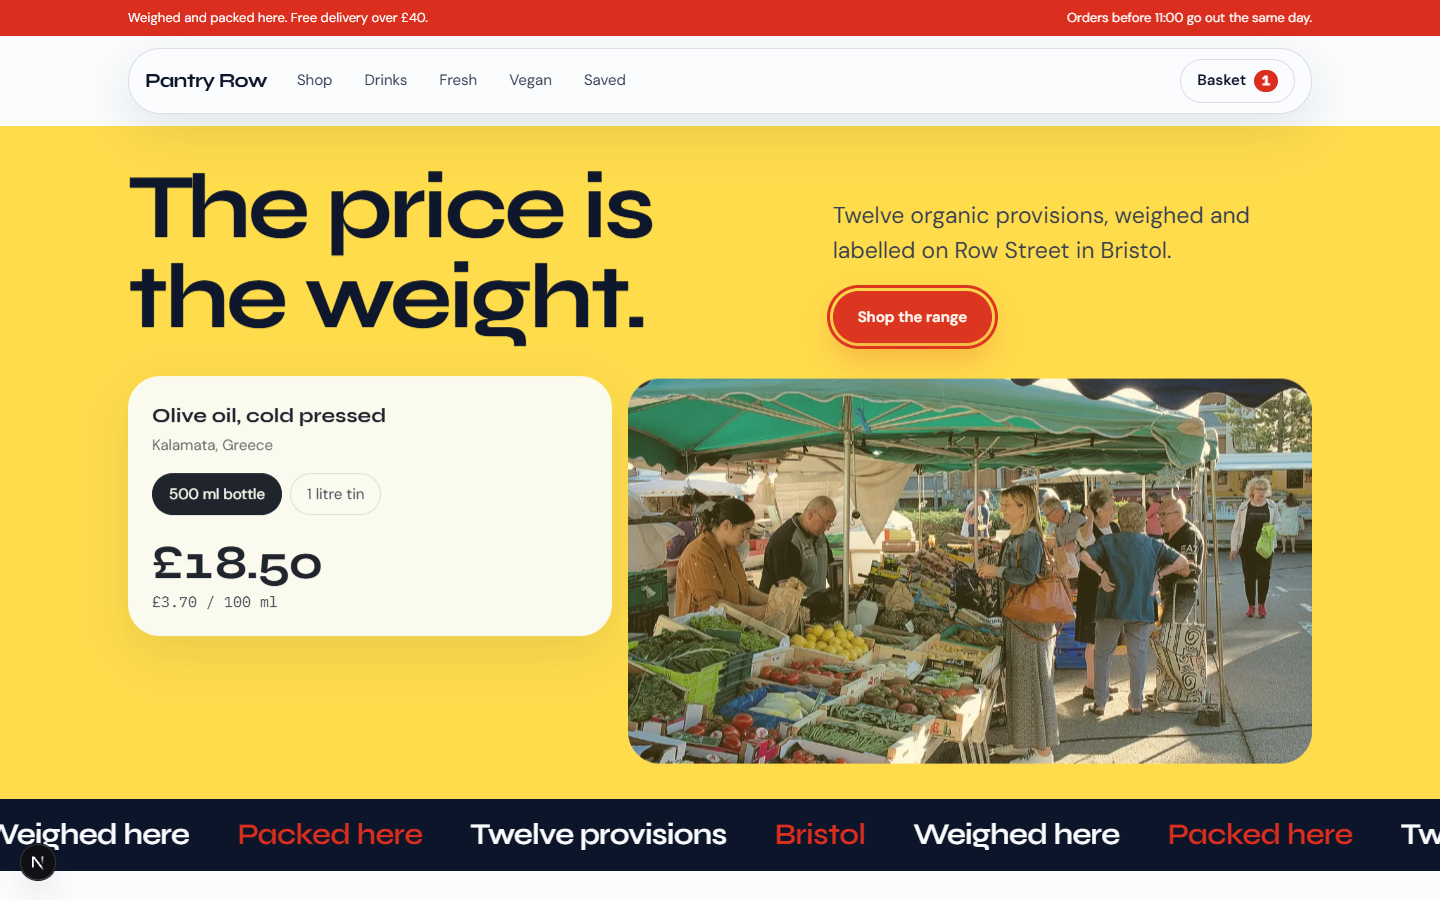 Weighed and packed here. Free delivery over £40.
Orders before 11:00 go out the same day.
Pantry Row
Shop
Drinks
Fresh
Vegan
Saved
Basket 1
The price is
the weight.
Twelve organic provisions, weighed and
labelled on Row Street in Bristol.
Shop the range
Olive oil, cold pressed
Kalamata, Greece
500 ml bottle
1 litre tin
£18.50
£3.70 / 100 ml
Weighed here Packed here Twelve provisions Bristol Weighed here Packed here Tw
N